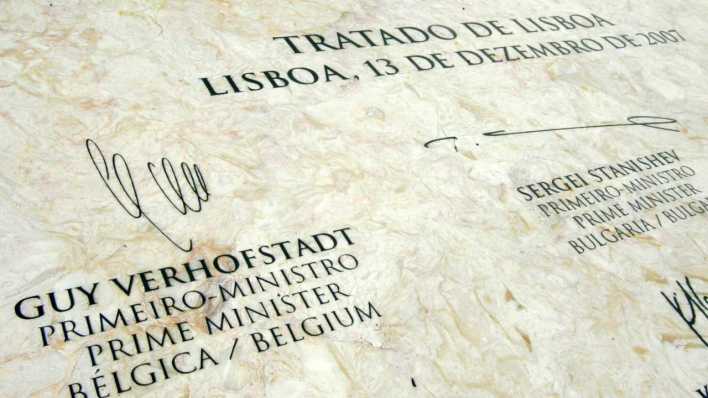 TRATADO DE LISBOA
LISBOA, 13 DE DEZEMBRO DE 2007
GUY VERHOFSTADT
PRIMEIRO-MINISTRO
PRIME MINISTER
BÉLGICA / BELGIUM
SERGEI STANISHEV
PRIMEIRO-MINISTRO
PRIME MINISTER
BULGÁRIA /